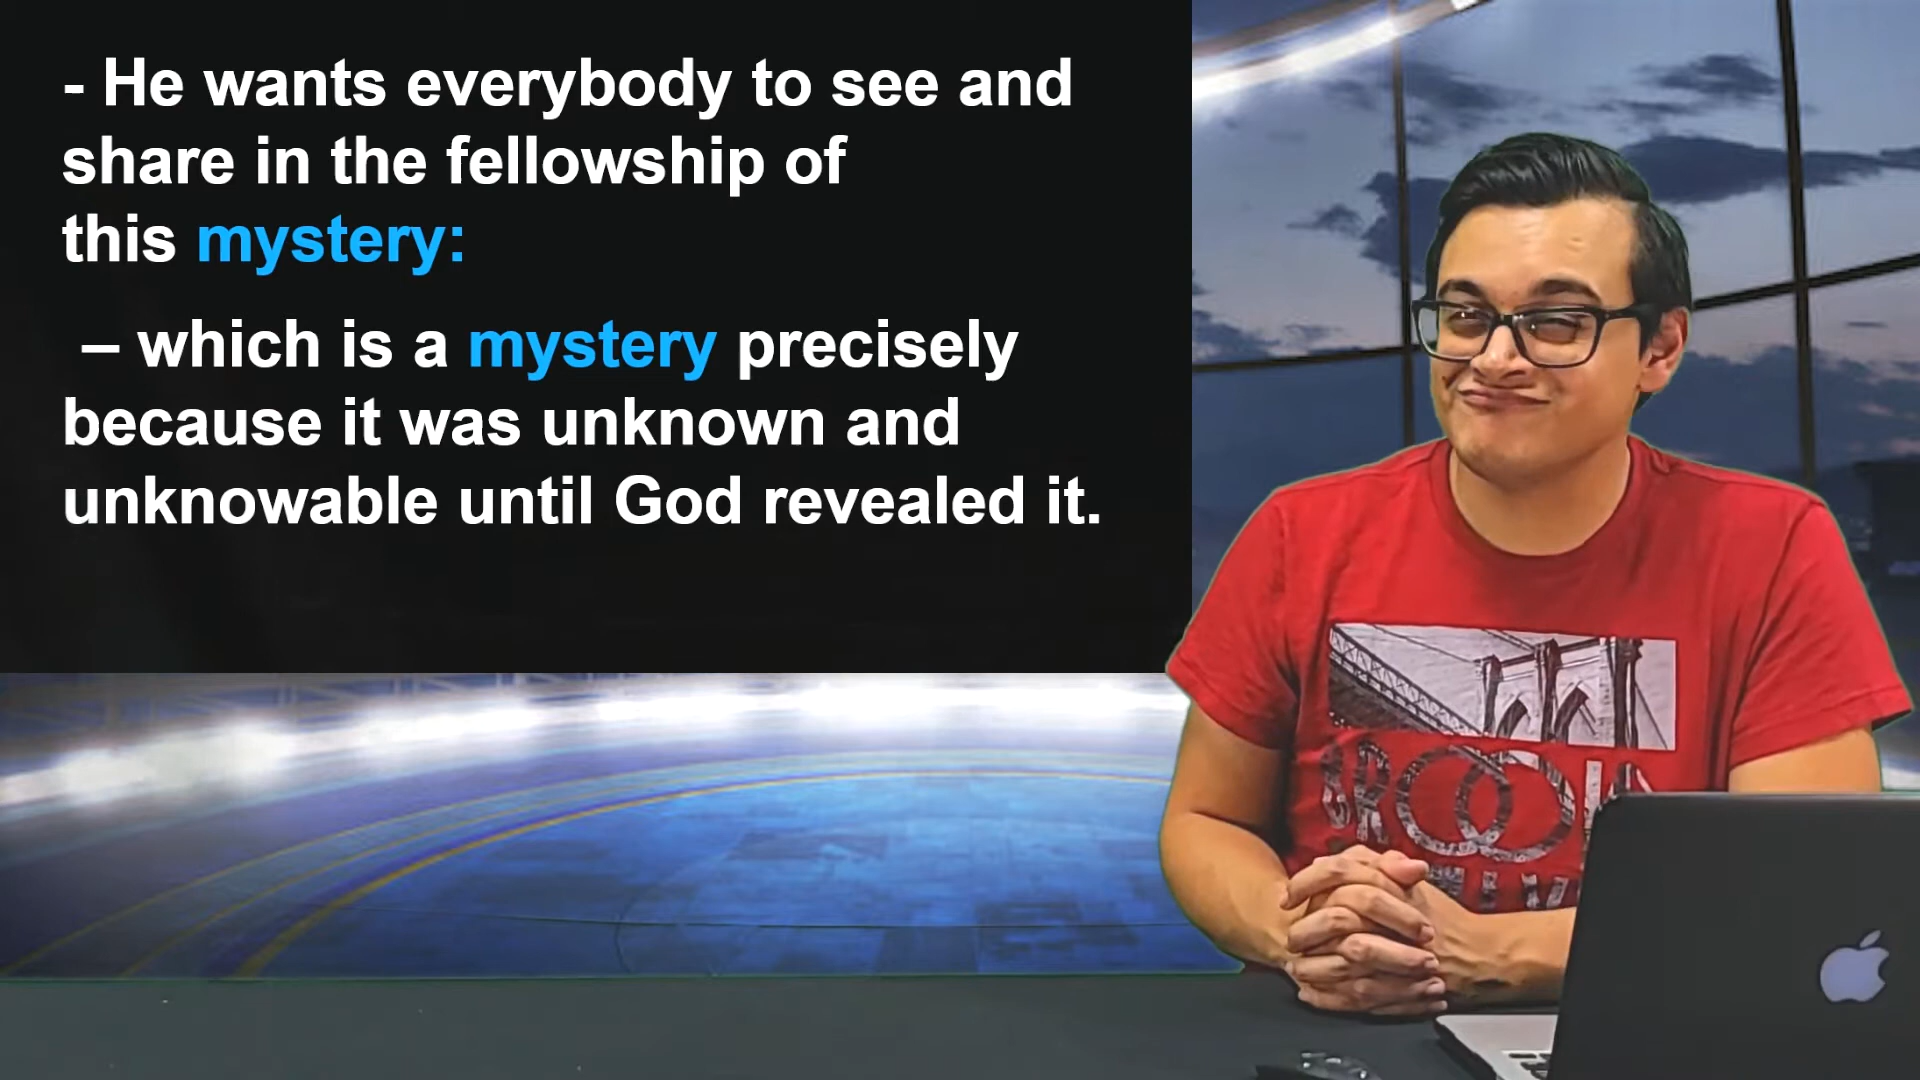 - He wants everybody to see and
share in the fellowship of
this mystery:
– which is a mystery precisely
because it was unknown and
unknowable until God revealed it.